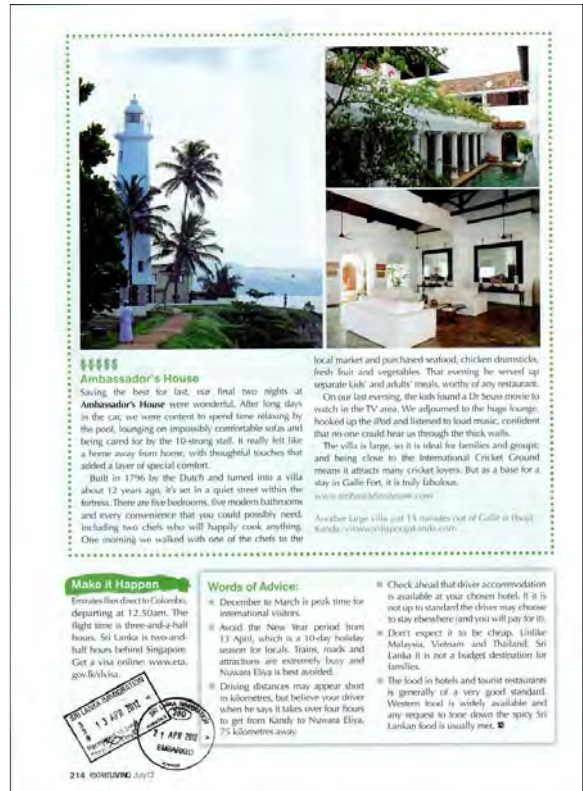 $$$$$
Ambassador's House
Saving the best for last, our final two nights at
Ambassador's House were wonderful. After long days
in the car, we were content to spend time relaxing by
the pool, lounging on impossibly comfortable sofas and
being cared for by the 10-strong staff. It really felt like
a home away from home, with thoughtful touches that
added a layer of special comfort.
Built in 1796 by the Dutch and turned into a villa
about 12 years ago, it's set in a quiet street within the
fortress. There are five bedrooms, five modern bathrooms
and every convenience that you could possibly need,
including two chefs who will happily cook anything.
One morning we walked with one of the chefs to the
local market and purchased seafood, chicken drumsticks,
fresh fruit and vegetables. That evening he served up
separate kids' and adults' meals, worthy of any restaurant.
On our last evening, the kids found a Dr Seuss movie to
watch in the TV area. We adjourned to the huge lounge,
hooked up the iPod and listened to loud music, confident
that no one could hear us through the thick walls.
The villa is large, so it is ideal for families and groups;
and being close to the International Cricket Ground
means it attracts many cricket lovers. But as a base for a
stay in Galle Fort, it is truly fabulous.
Another large villa just 15 minutes out of Galle is Pooja
Kanda.
Make it Happen
Emirates flies direct to Colombo,
departing at 12.50am. The
flight time is three-and-a-half
hours. Sri Lanka is two-and-
half hours behind Singapore.
Get a visa online: www.eta.
gov.lk/slvisa.
SRI LANKA IMMIGRATION
13 APR 2012
SRI LANKA IMMIGRATION
21 APR 2012
EMBARKED
Words of Advice:
December to March is peak time for
international visitors.
Avoid the New Year period from
13 April, which is a 10-day holiday
season for locals. Trains, roads and
attractions are extremely busy and
Nuwara Eliya is best avoided.
Driving distances may appear short
in kilometres, but believe your driver
when he says it takes over four hours
to get from Kandy to Nuwara Eliya,
75 kilometres away.
Check ahead that driver accommodation
is available at your chosen hotel. If it is
not up to standard the driver may choose
to stay elsewhere (and you will pay for it).
Don't expect it to be cheap. Unlike
Malaysia, Vietnam and Thailand, Sri
Lanka it is not a budget destination for
families.
The food in hotels and tourist restaurants
is generally of a very good standard.
Western food is widely available and
any request to tone down the spicy Sri
Lankan food is usually met.
214 EXPATLIVING July12